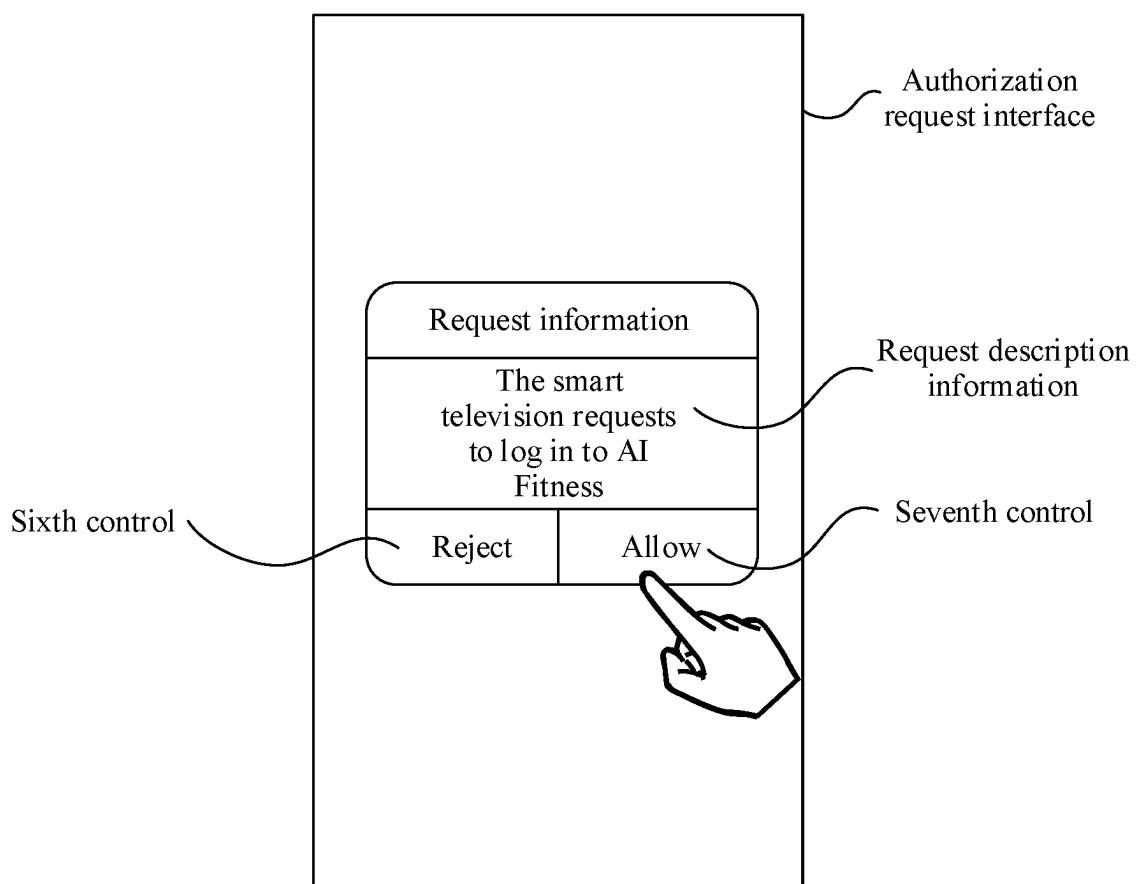 Authorization
request interface
Request information
The smart
television requests
to log in to AI
Fitness
Request description
information
Sixth control
Reject
Allow
Seventh control